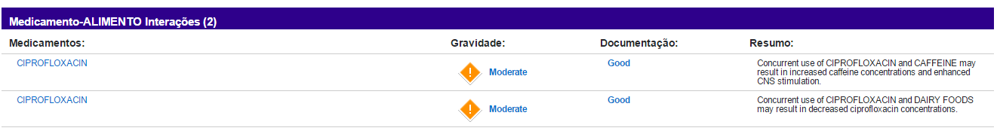 Medicamento-ALIMENTO Interações (2)
Medicamentos: Gravidade: Documentação: Resumo:
CIPROFLOXACIN Moderate Good Concurrent use of CIPROFLOXACIN and CAFFEINE may
result in increased caffeine concentrations and enhanced
CNS stimulation.
CIPROFLOXACIN Moderate Good Concurrent use of CIPROFLOXACIN and DAIRY FOODS
may result in decreased ciprofloxacin concentrations.